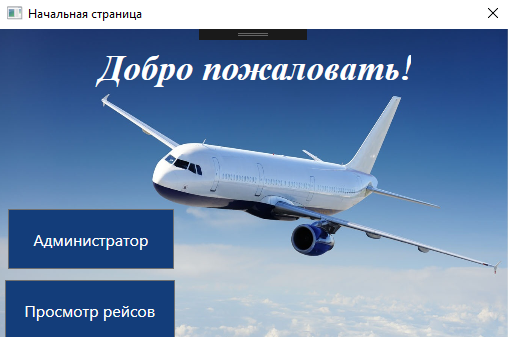 Начальная страница
Добро пожаловать!
Администратор
Просмотр рейсов